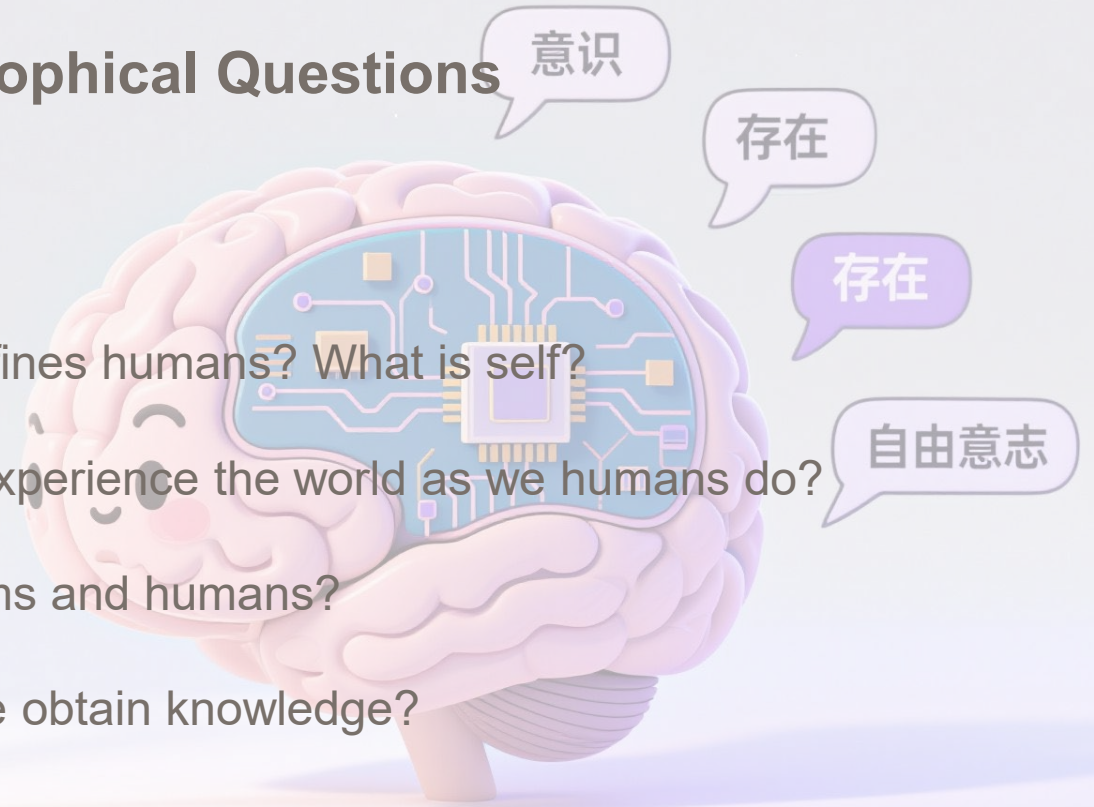 ophical Questions
意识
存在
存在
fines humans? What is self?
自由意志
xperience the world as we humans do?
ns and humans?
e obtain knowledge?